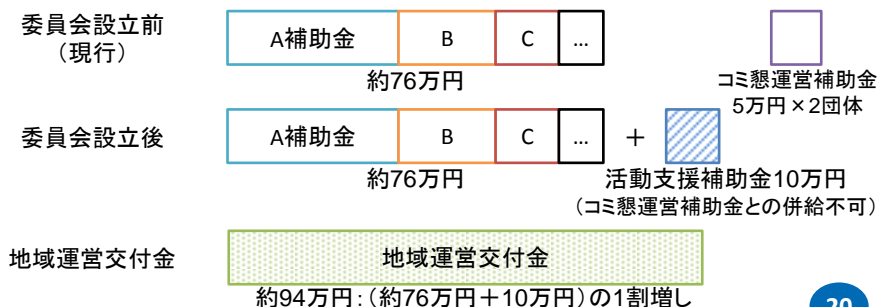 委員会設立前
（現行）
A補助金 B C …
約76万円
コミ懇運営補助金
5万円×2団体
委員会設立後
A補助金 B C … ＋
約76万円
活動支援補助金10万円
（コミ懇運営補助金との併給不可）
地域運営交付金
地域運営交付金
約94万円：（約76万円＋10万円）の1割増し
20